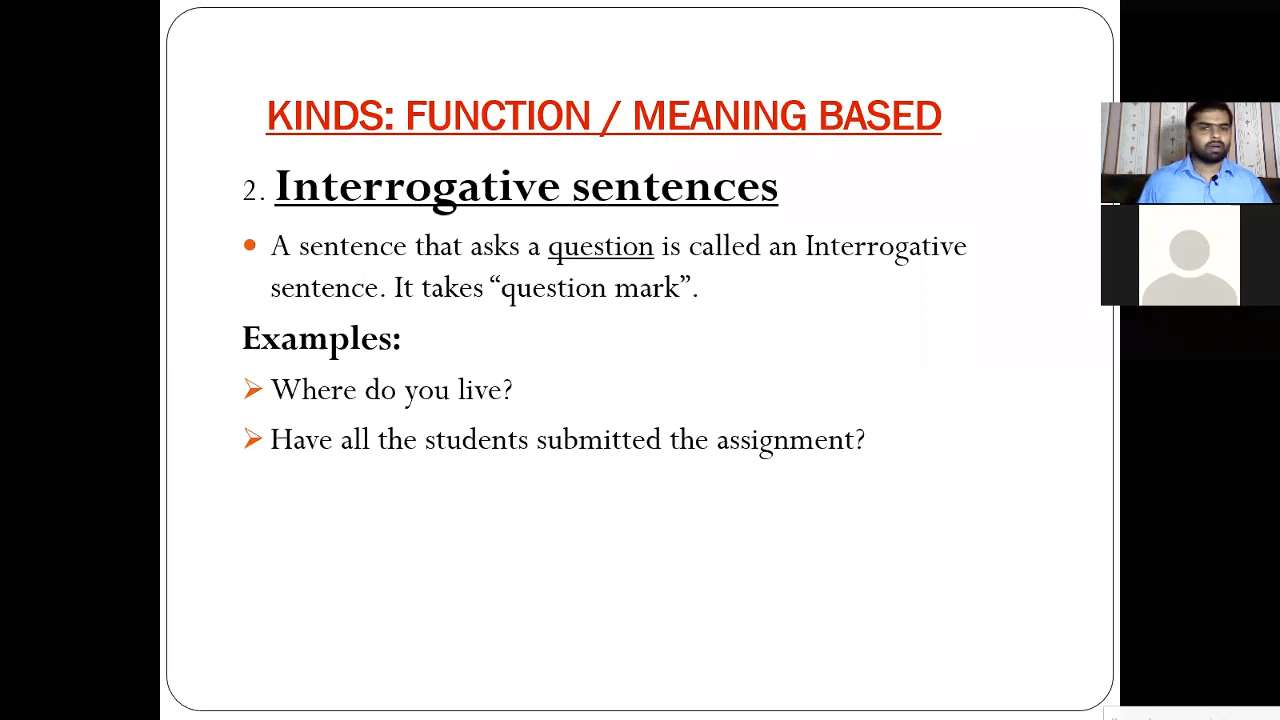 KINDS: FUNCTION / MEANING BASED
2. Interrogative sentences
• A sentence that asks a question is called an Interrogative
sentence. It takes “question mark”.
Examples:
➢ Where do you live?
➢ Have all the students submitted the assignment?